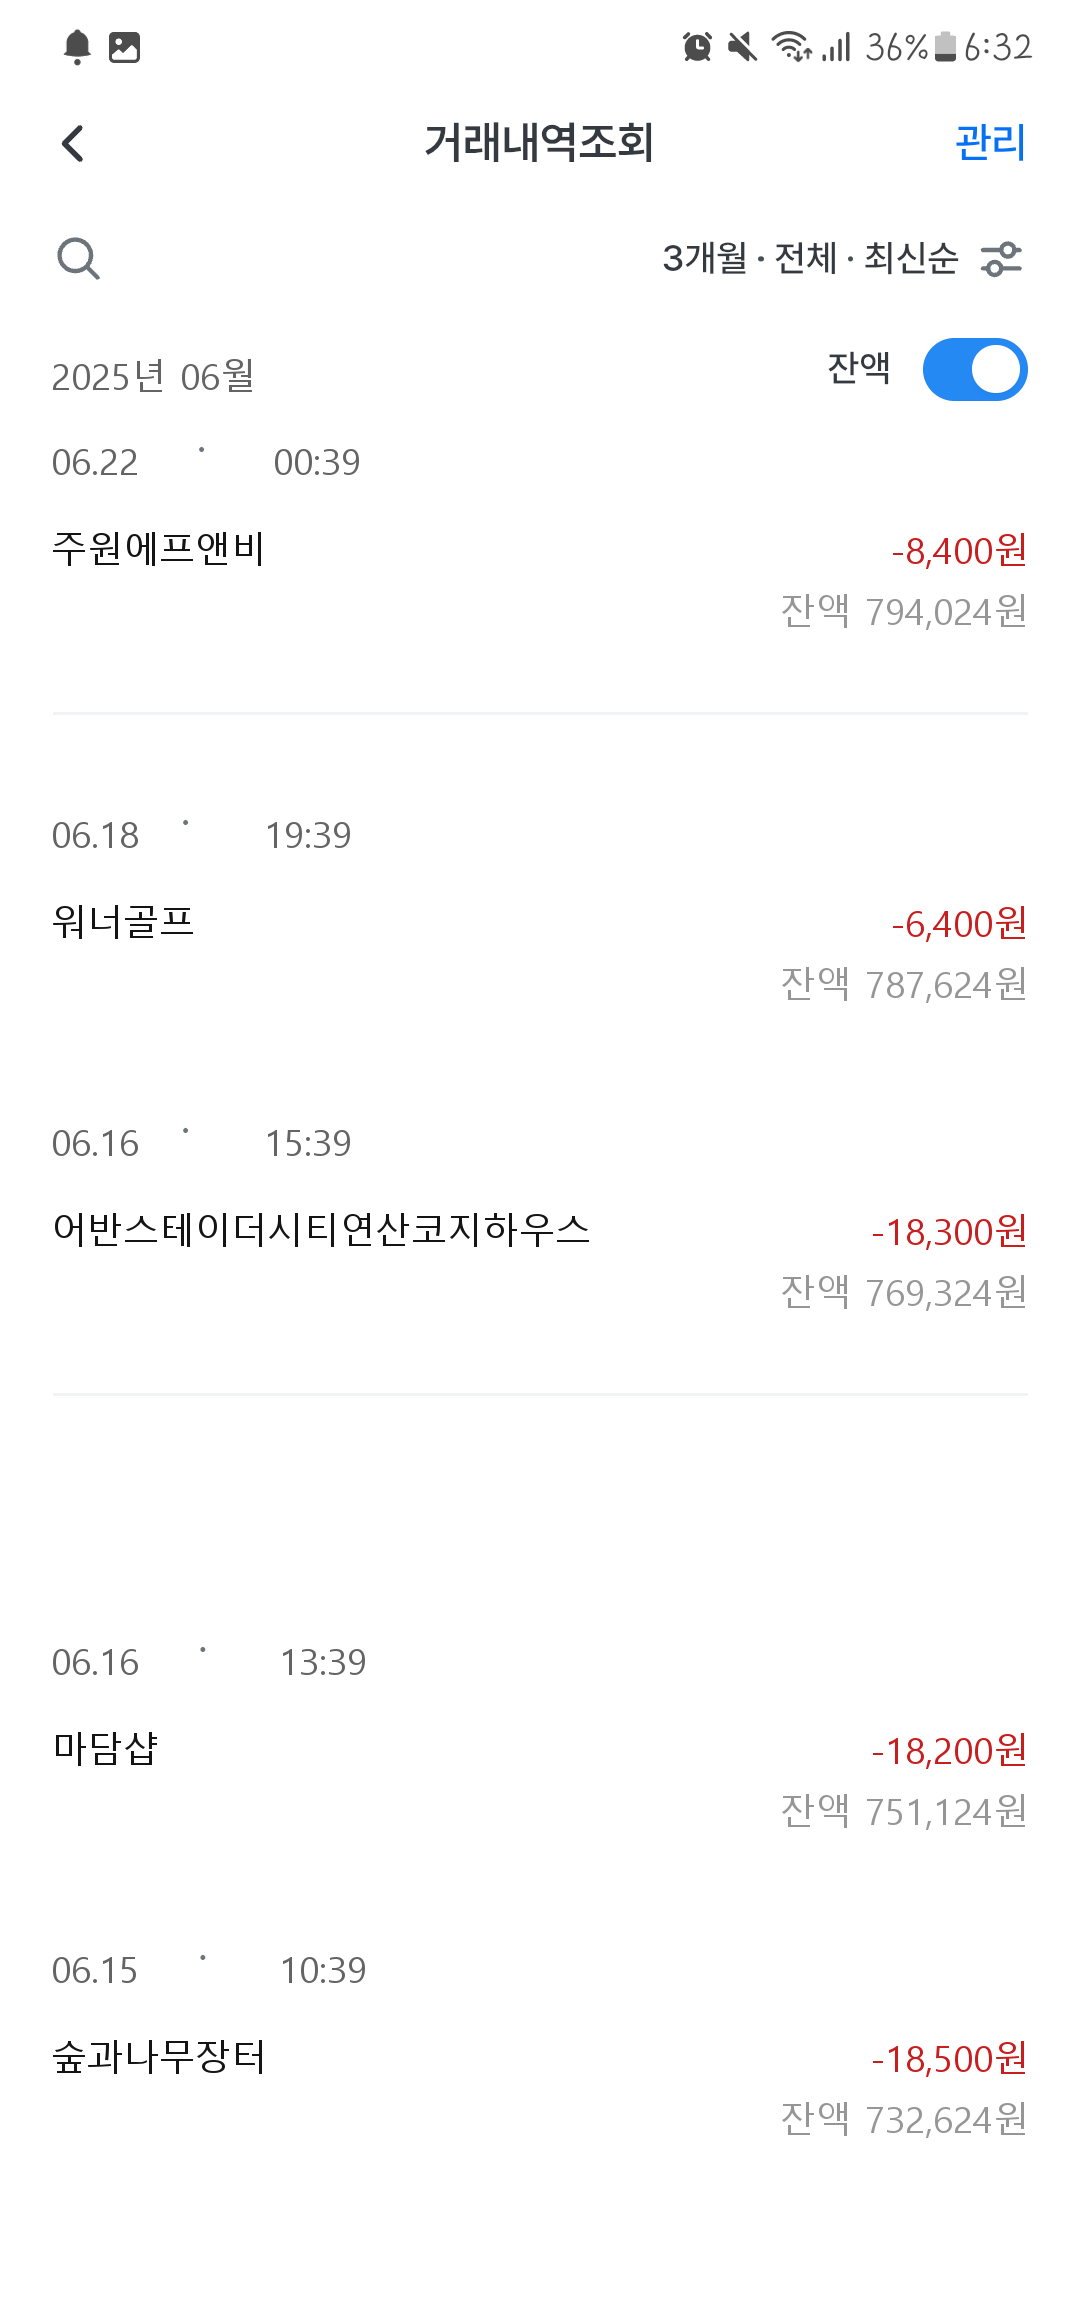 36% 6:32
거래내역조회 관리
3개월 · 전체 · 최신순
2025년 06월 잔액
06.22 · 00:39
주원에프앤비 -8,400원
잔액 794,024원
06.18 · 19:39
워너골프 -6,400원
잔액 787,624원
06.16 · 15:39
어반스테이더시티연산코지하우스 -18,300원
잔액 769,324원
06.16 · 13:39
마담샵 -18,200원
잔액 751,124원
06.15 · 10:39
숲과나무장터 -18,500원
잔액 732,624원